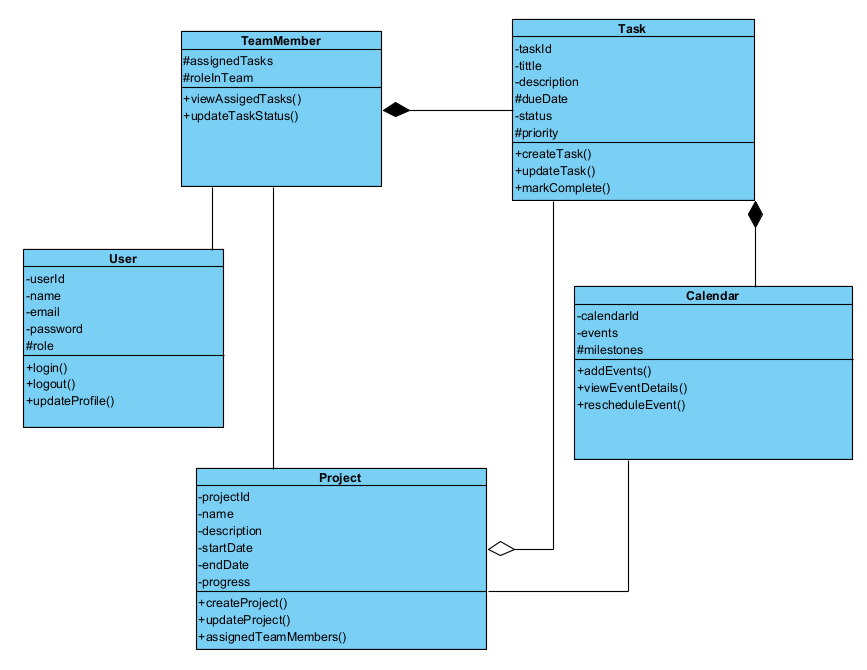 TeamMember
#assignedTasks
#roleInTeam
+viewAssigedTasks()
+updateTaskStatus()
Task
-taskId
-tittle
-description
#dueDate
-status
#priority
+createTask()
+updateTask()
+markComplete()
User
-userId
-name
-email
-password
#role
+login()
+logout()
+updateProfile()
Calendar
-calendarId
-events
#milestones
+addEvents()
+viewEventDetails()
+rescheduleEvent()
Project
-projectId
-name
-description
-startDate
-endDate
-progress
+createProject()
+updateProject()
+assignedTeamMembers()